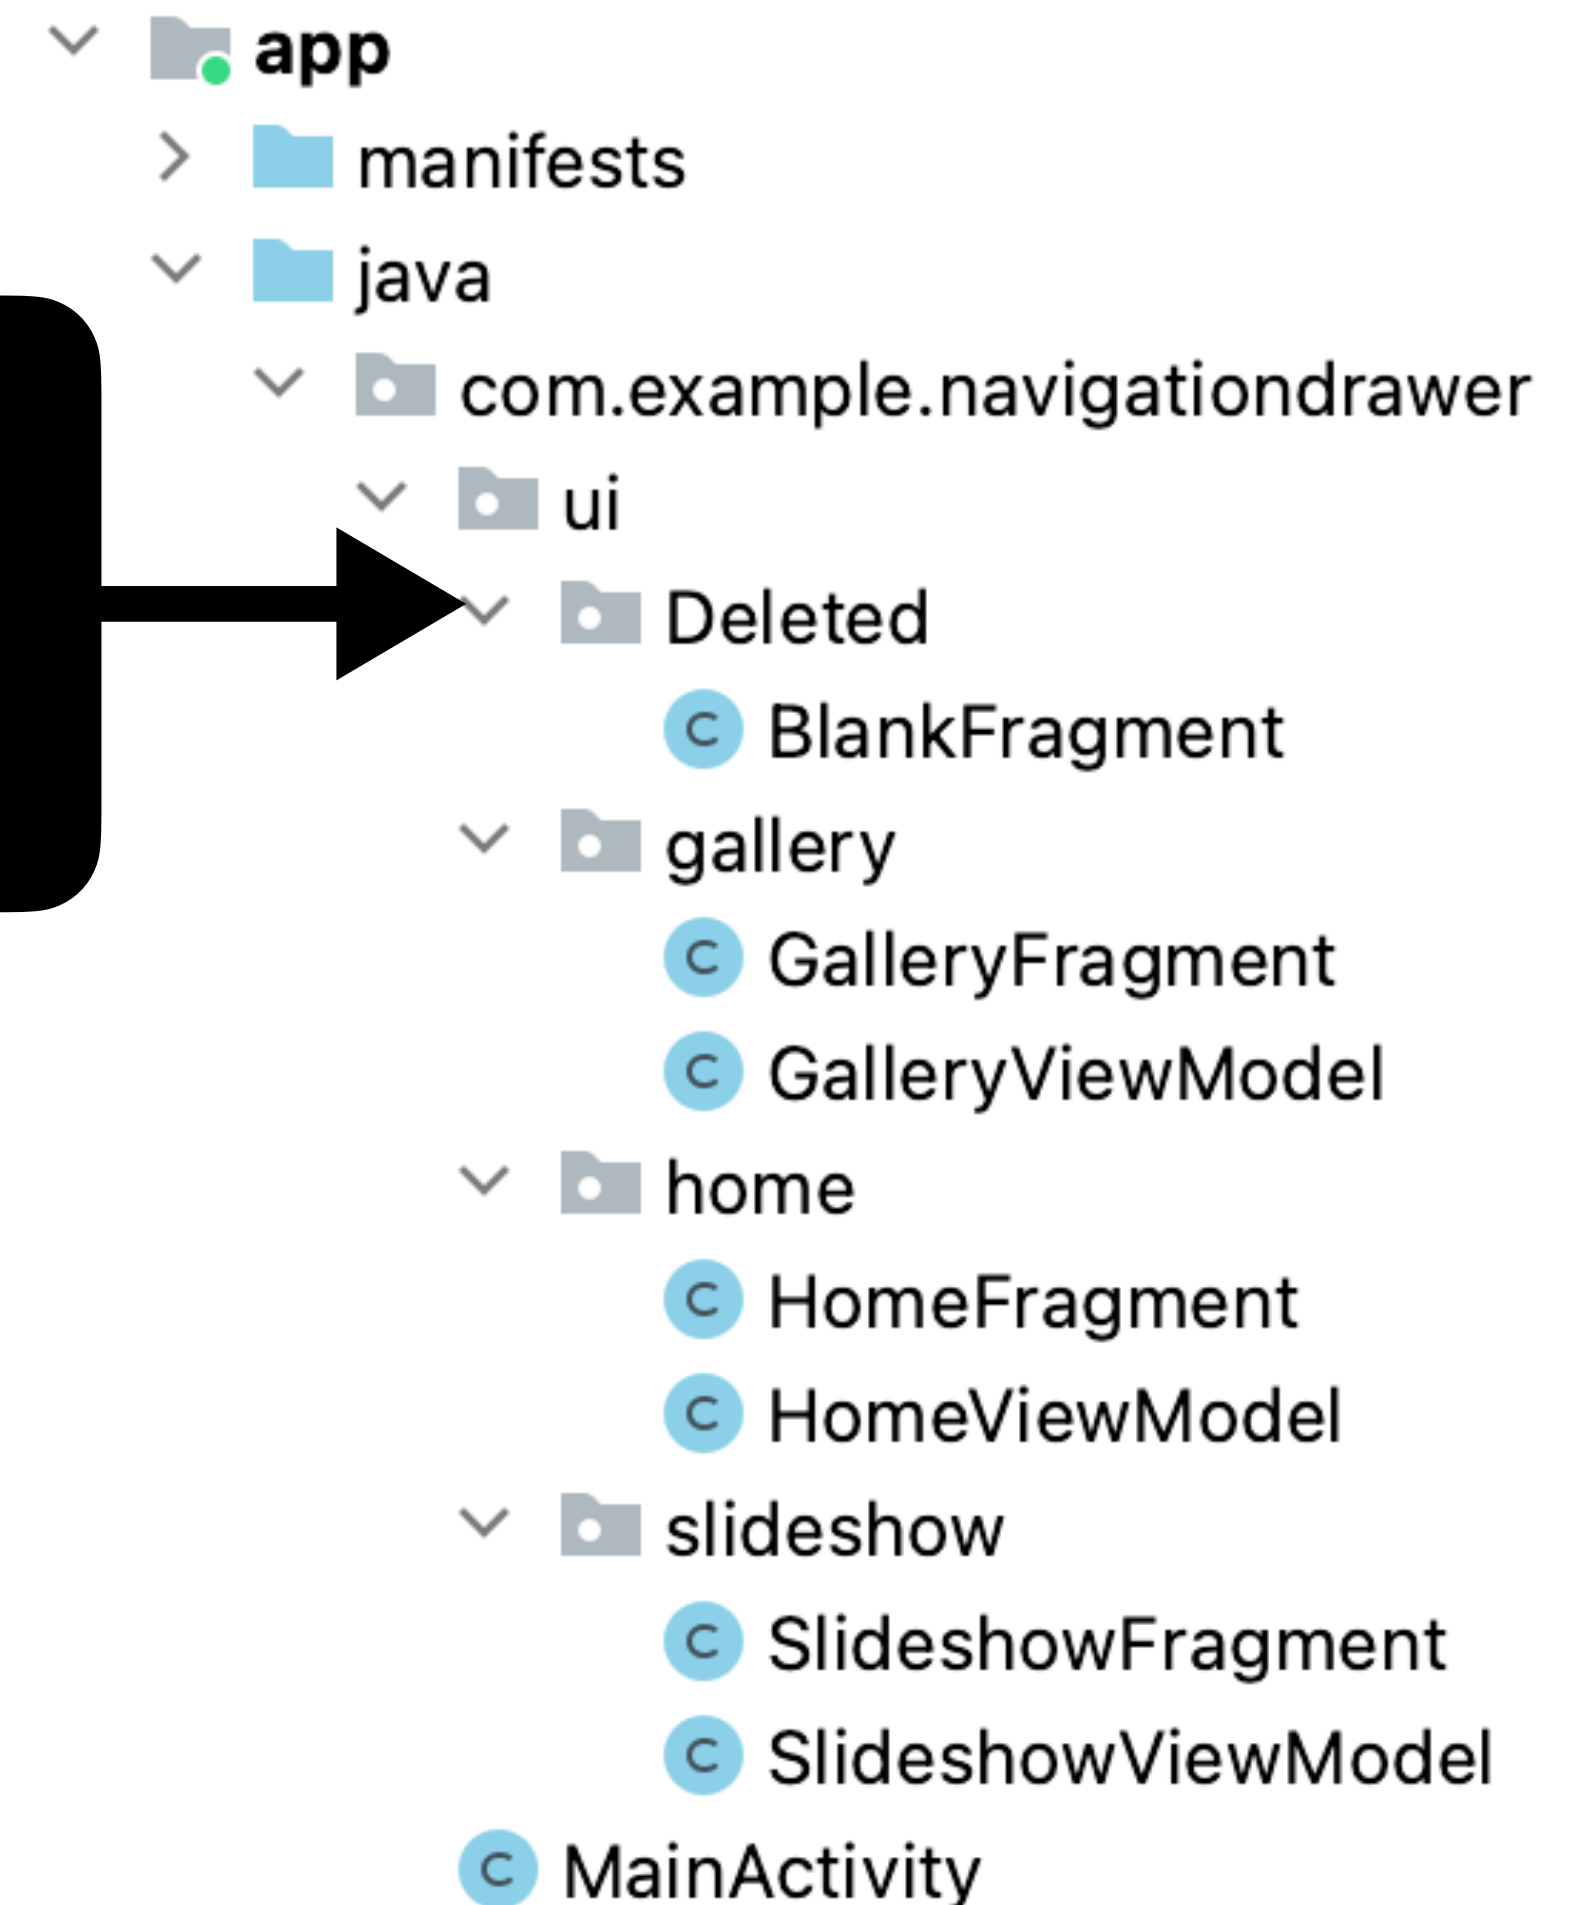 app
manifests
java
com.example.navigationdrawer
ui
Deleted
C BlankFragment
gallery
C GalleryFragment
C GalleryViewModel
home
C HomeFragment
C HomeViewModel
slideshow
C SlideshowFragment
C SlideshowViewModel
C MainActivity